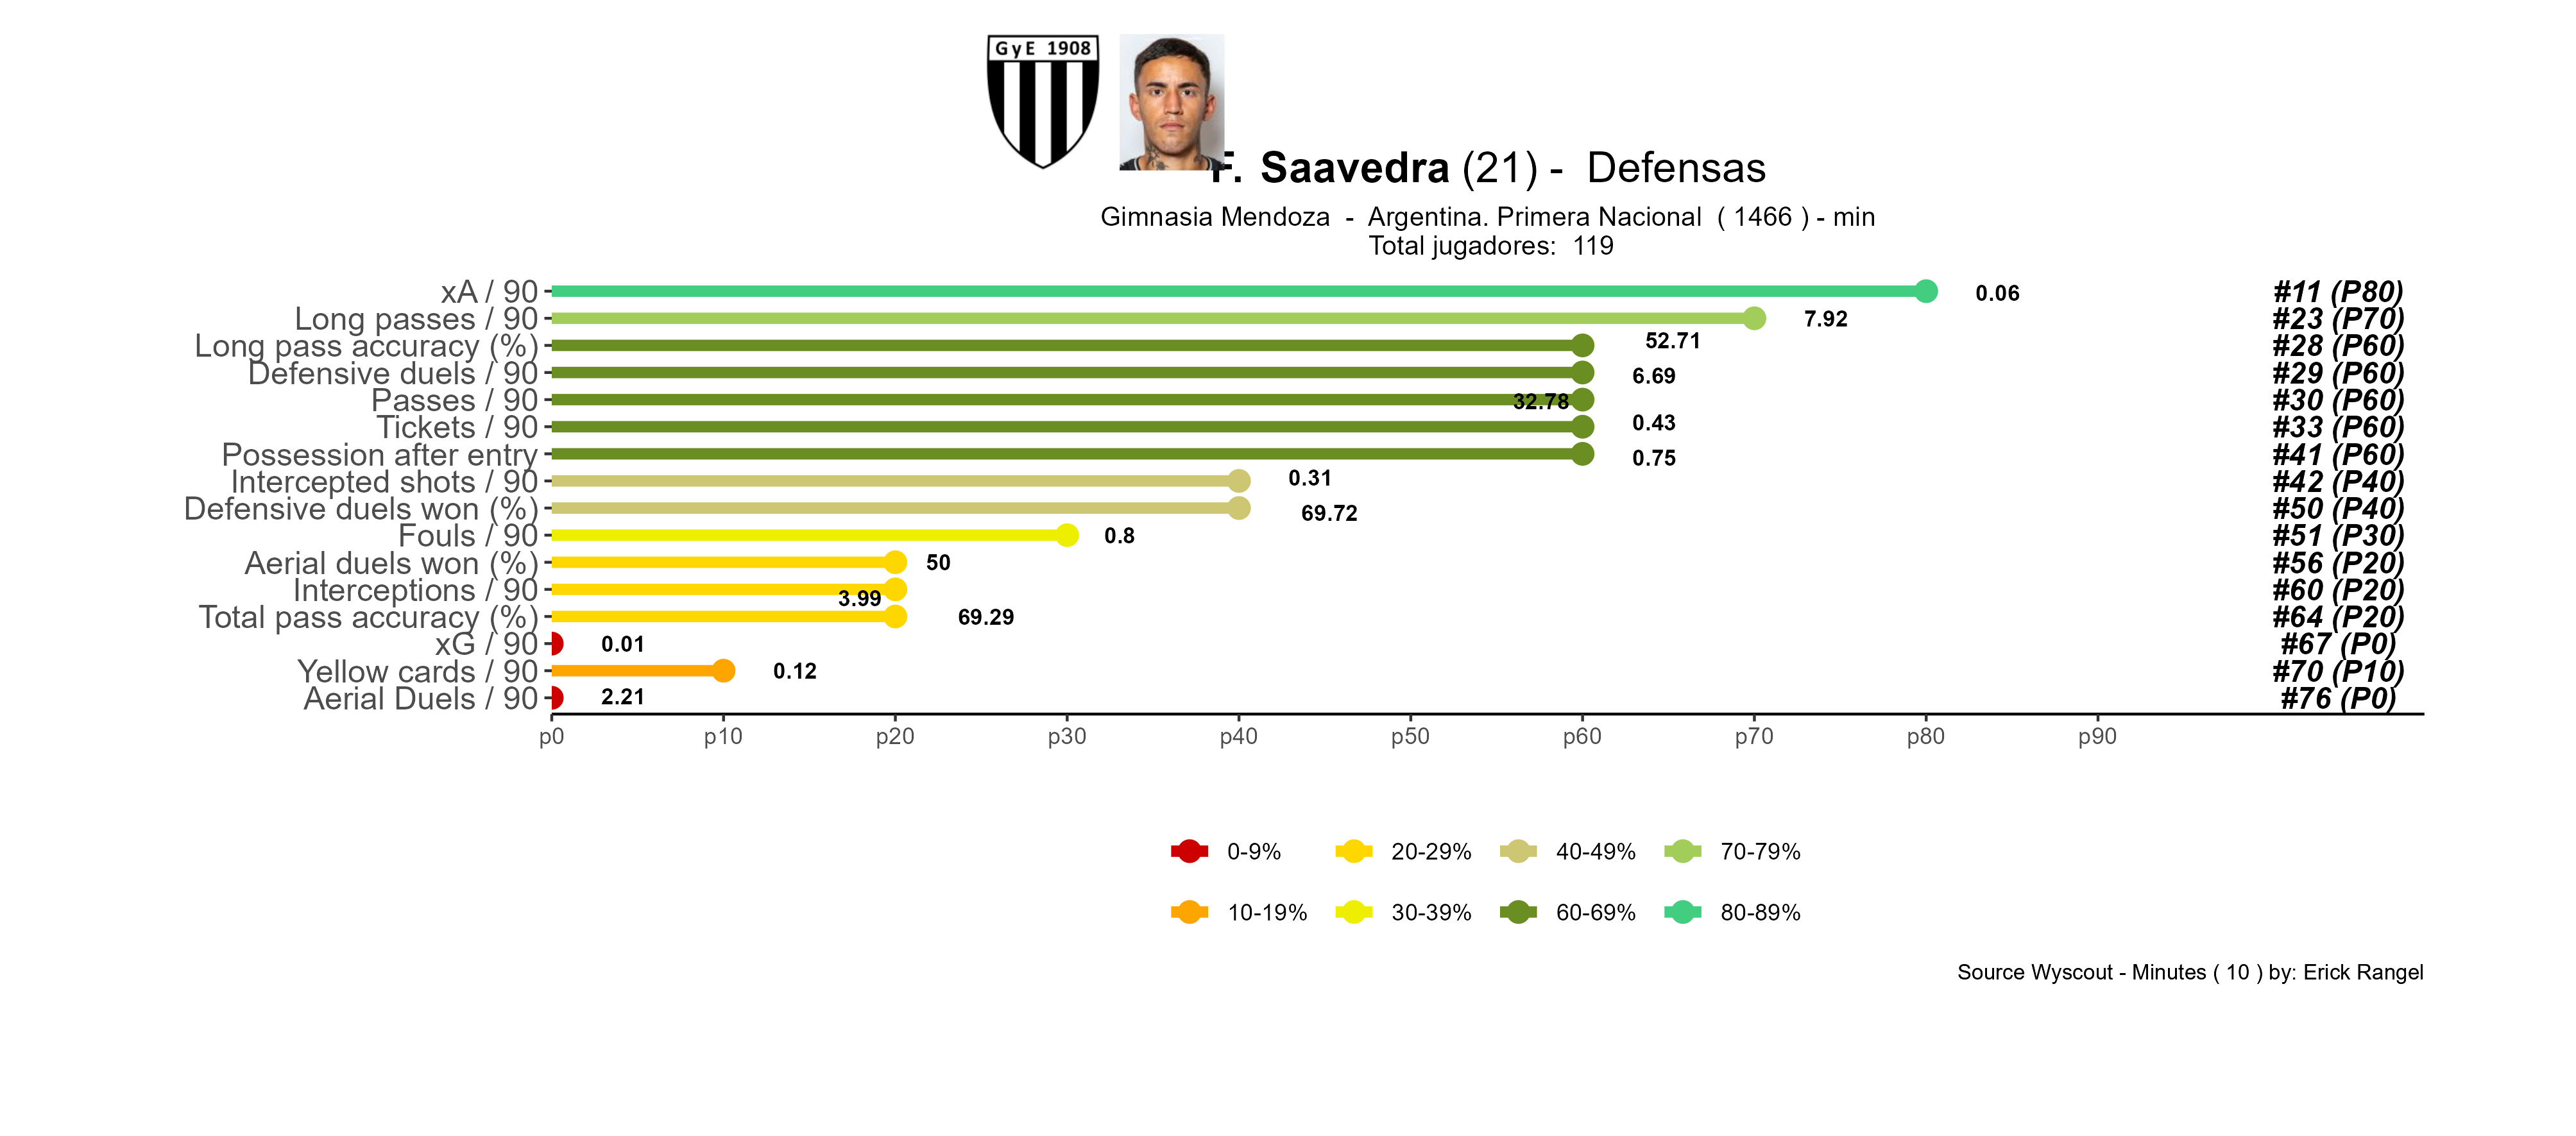 GyE 1908
F. Saavedra (21) - Defensas
Gimnasia Mendoza - Argentina. Primera Nacional ( 1466 ) - min
Total jugadores: 119
xA / 90 0.06 #11 (P80)
Long passes / 90 7.92 #23 (P70)
Long pass accuracy (%) 52.71 #28 (P60)
Defensive duels / 90 6.69 #29 (P60)
Passes / 90 32.78 #30 (P60)
Tickets / 90 0.43 #33 (P60)
Possession after entry 0.75 #41 (P60)
Intercepted shots / 90 0.31 #42 (P40)
Defensive duels won (%) 69.72 #50 (P40)
Fouls / 90 0.8 #51 (P30)
Aerial duels won (%) 50 #56 (P20)
Interceptions / 90 3.99 #60 (P20)
Total pass accuracy (%) 69.29 #64 (P20)
xG / 90 0.01 #67 (P0)
Yellow cards / 90 0.12 #70 (P10)
Aerial Duels / 90 2.21 #76 (P0)
p0 p10 p20 p30 p40 p50 p60 p70 p80 p90
0-9% 20-29% 40-49% 70-79%
10-19% 30-39% 60-69% 80-89%
Source Wyscout - Minutes ( 10 ) by: Erick Rangel